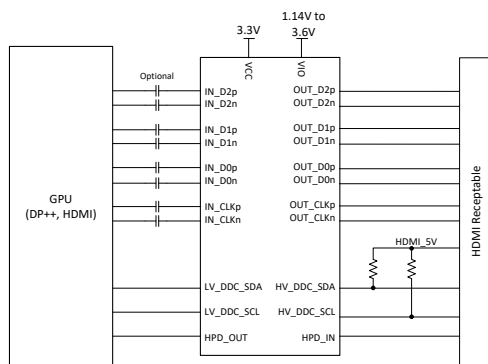 1.14V to
3.3V
3.6V
VCC
VIO
Optional
IN_D2p
OUT_D2p
IN_D2n
OUT_D2n
IN_D1p
OUT_D1p
IN_D1n
OUT_D1n
IN_D0p
OUT_D0p
IN_D0n
OUT_D0n
GPU
(DP++, HDMI)
IN_CLKp
OUT_CLKp
IN_CLKn
OUT_CLKn
HDMI_5V
HDMI Receptable
LV_DDC_SDA
HV_DDC_SDA
LV_DDC_SCL
HV_DDC_SCL
HPD_OUT
HPD_IN